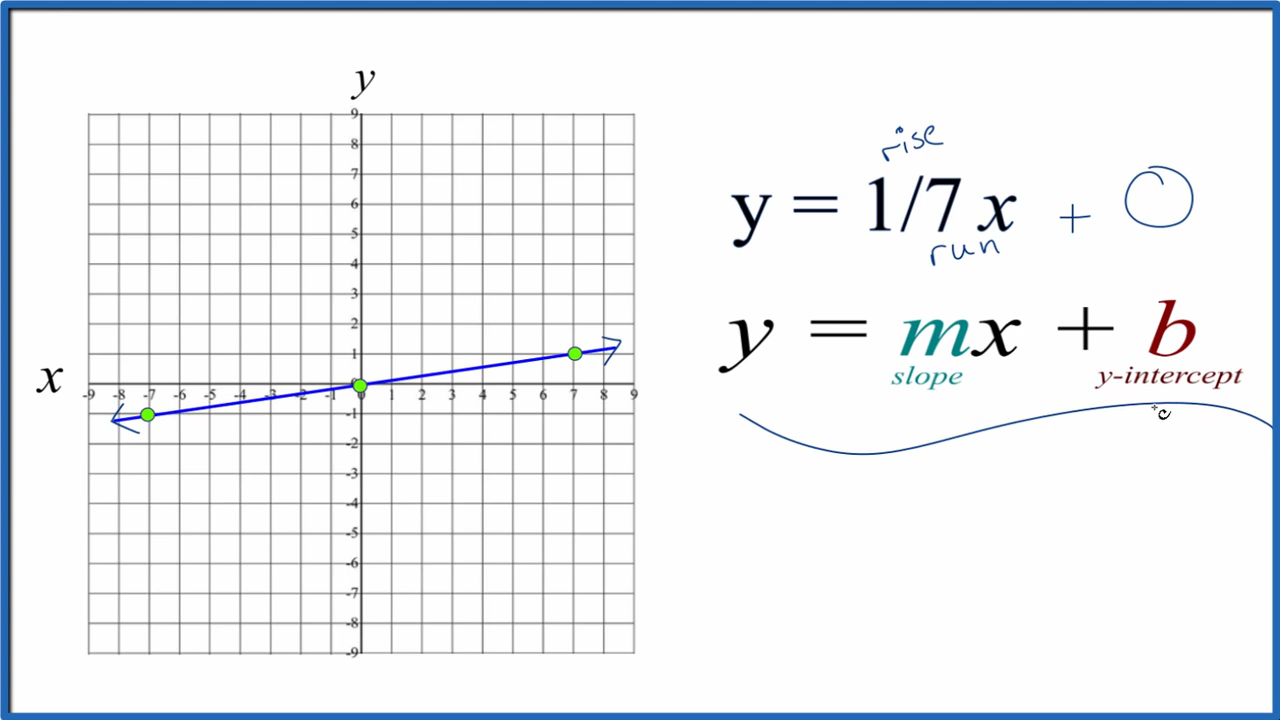 y
9
8
7
6
5
4
3
2
1
x
-9 -8 -7 -6 -5 -4 -3 -2 -1 0 1 2 3 4 5 6 7 8 9
-1
-2
-3
-4
-5
-6
-7
-8
-9
rise
y = 1/7 x + 0
run
y = mx + b
slope y-intercept